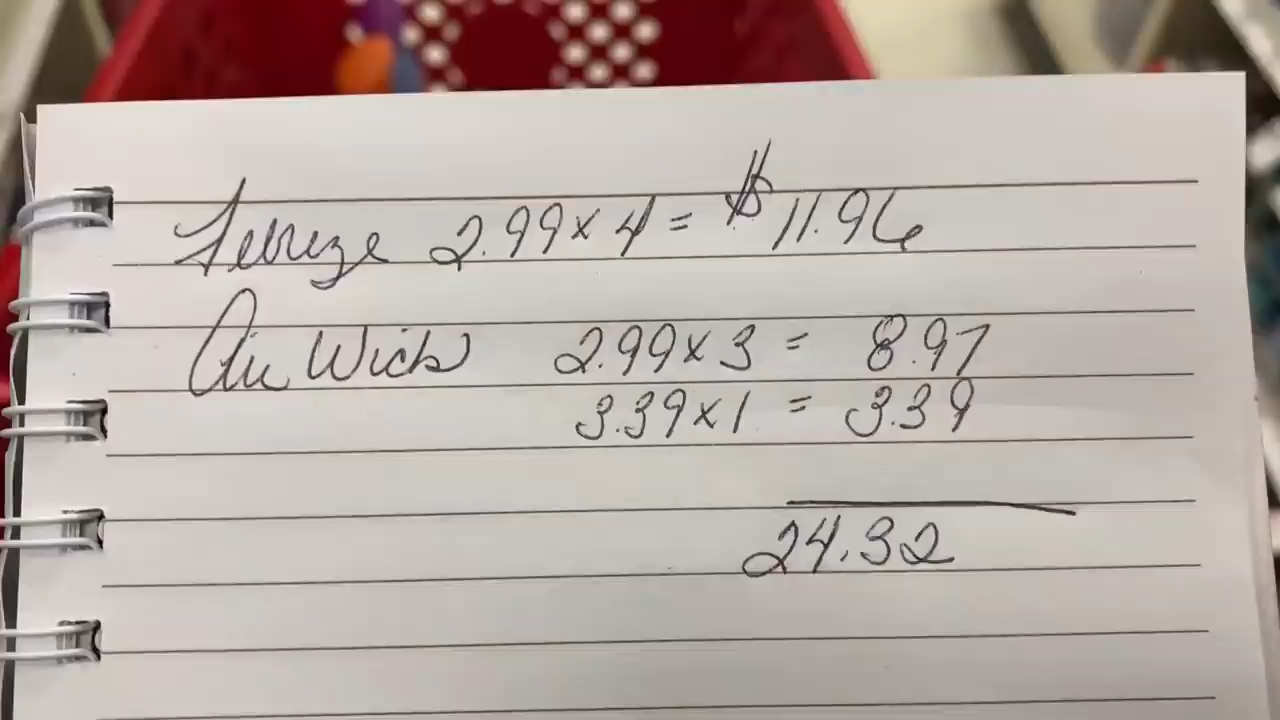 Febreze 2.99 x 4 = $11.96
Air Wick 2.99 x 3 = 8.97
3.39 x 1 = 3.39
24.32